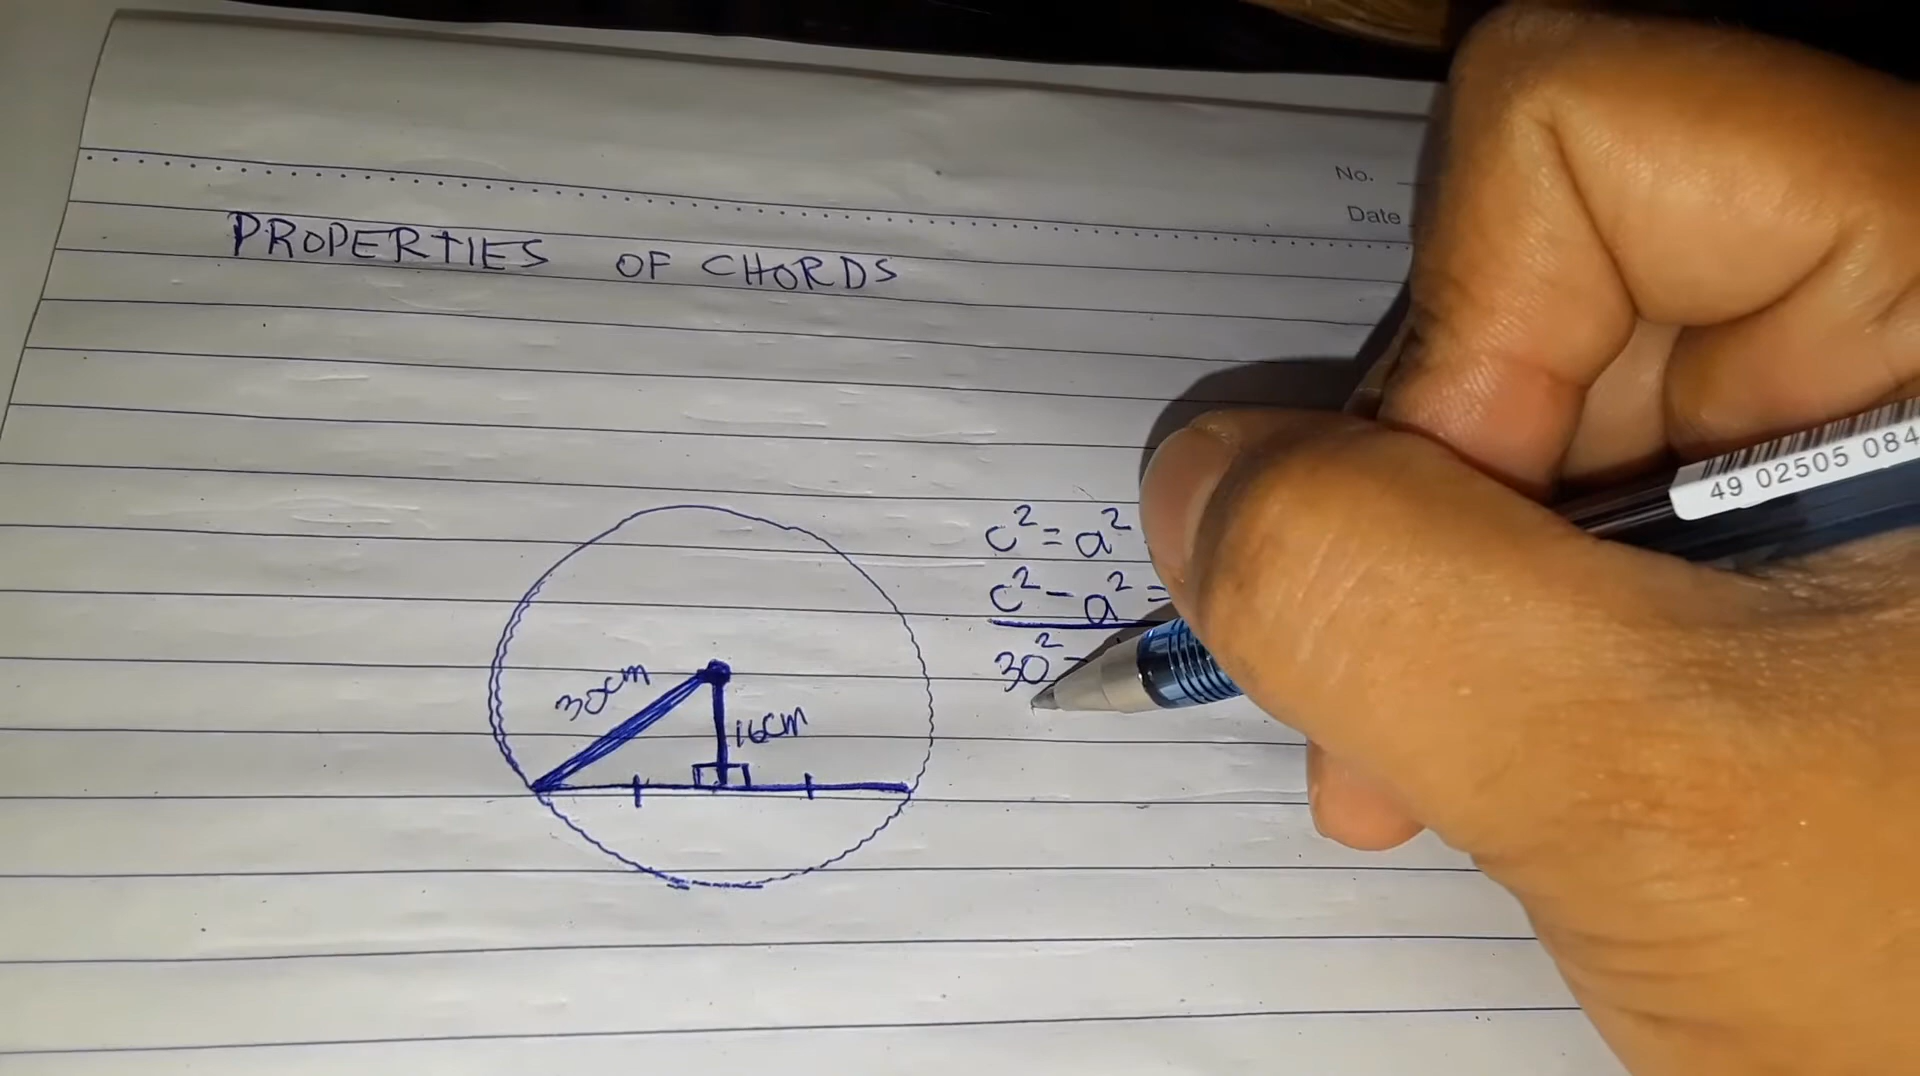 No.
Date
PROPERTIES OF CHORDS
c² = a²
c² - a² =
30² -
30cm
16cm
49 02505 084